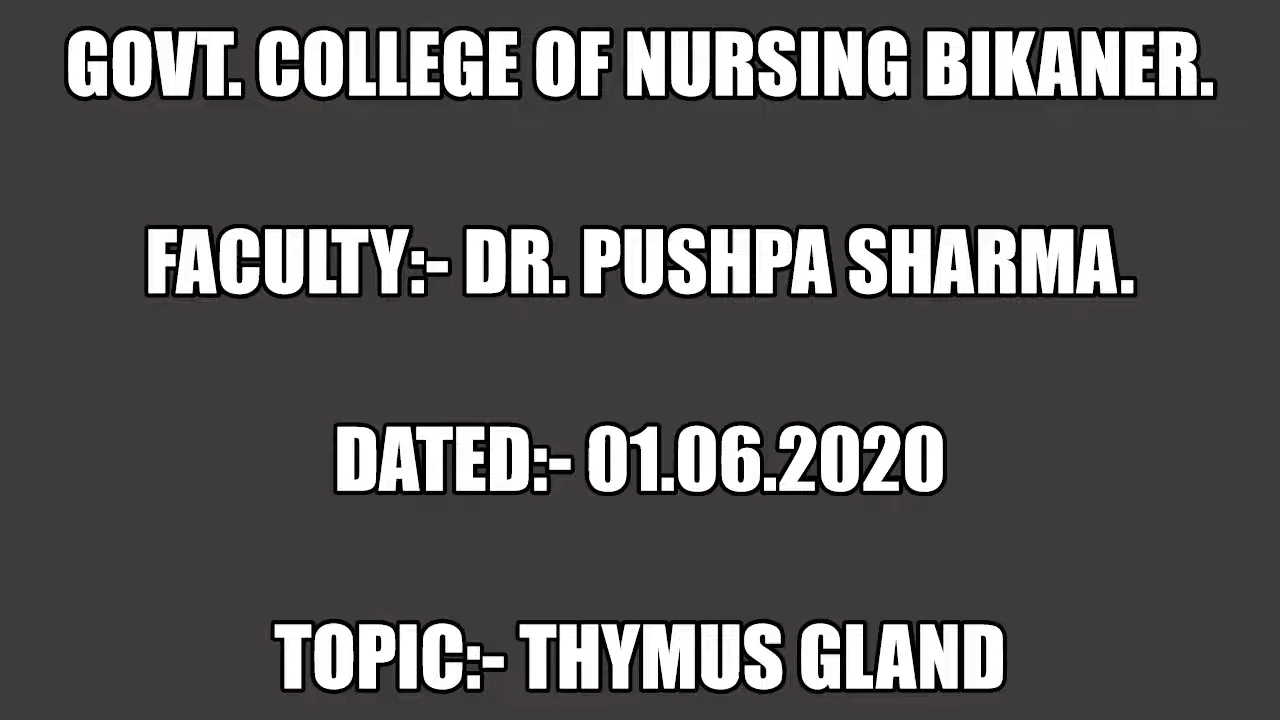 GOVT. COLLEGE OF NURSING BIKANER.
FACULTY:- DR. PUSHPA SHARMA.
DATED:- 01.06.2020
TOPIC:- THYMUS GLAND